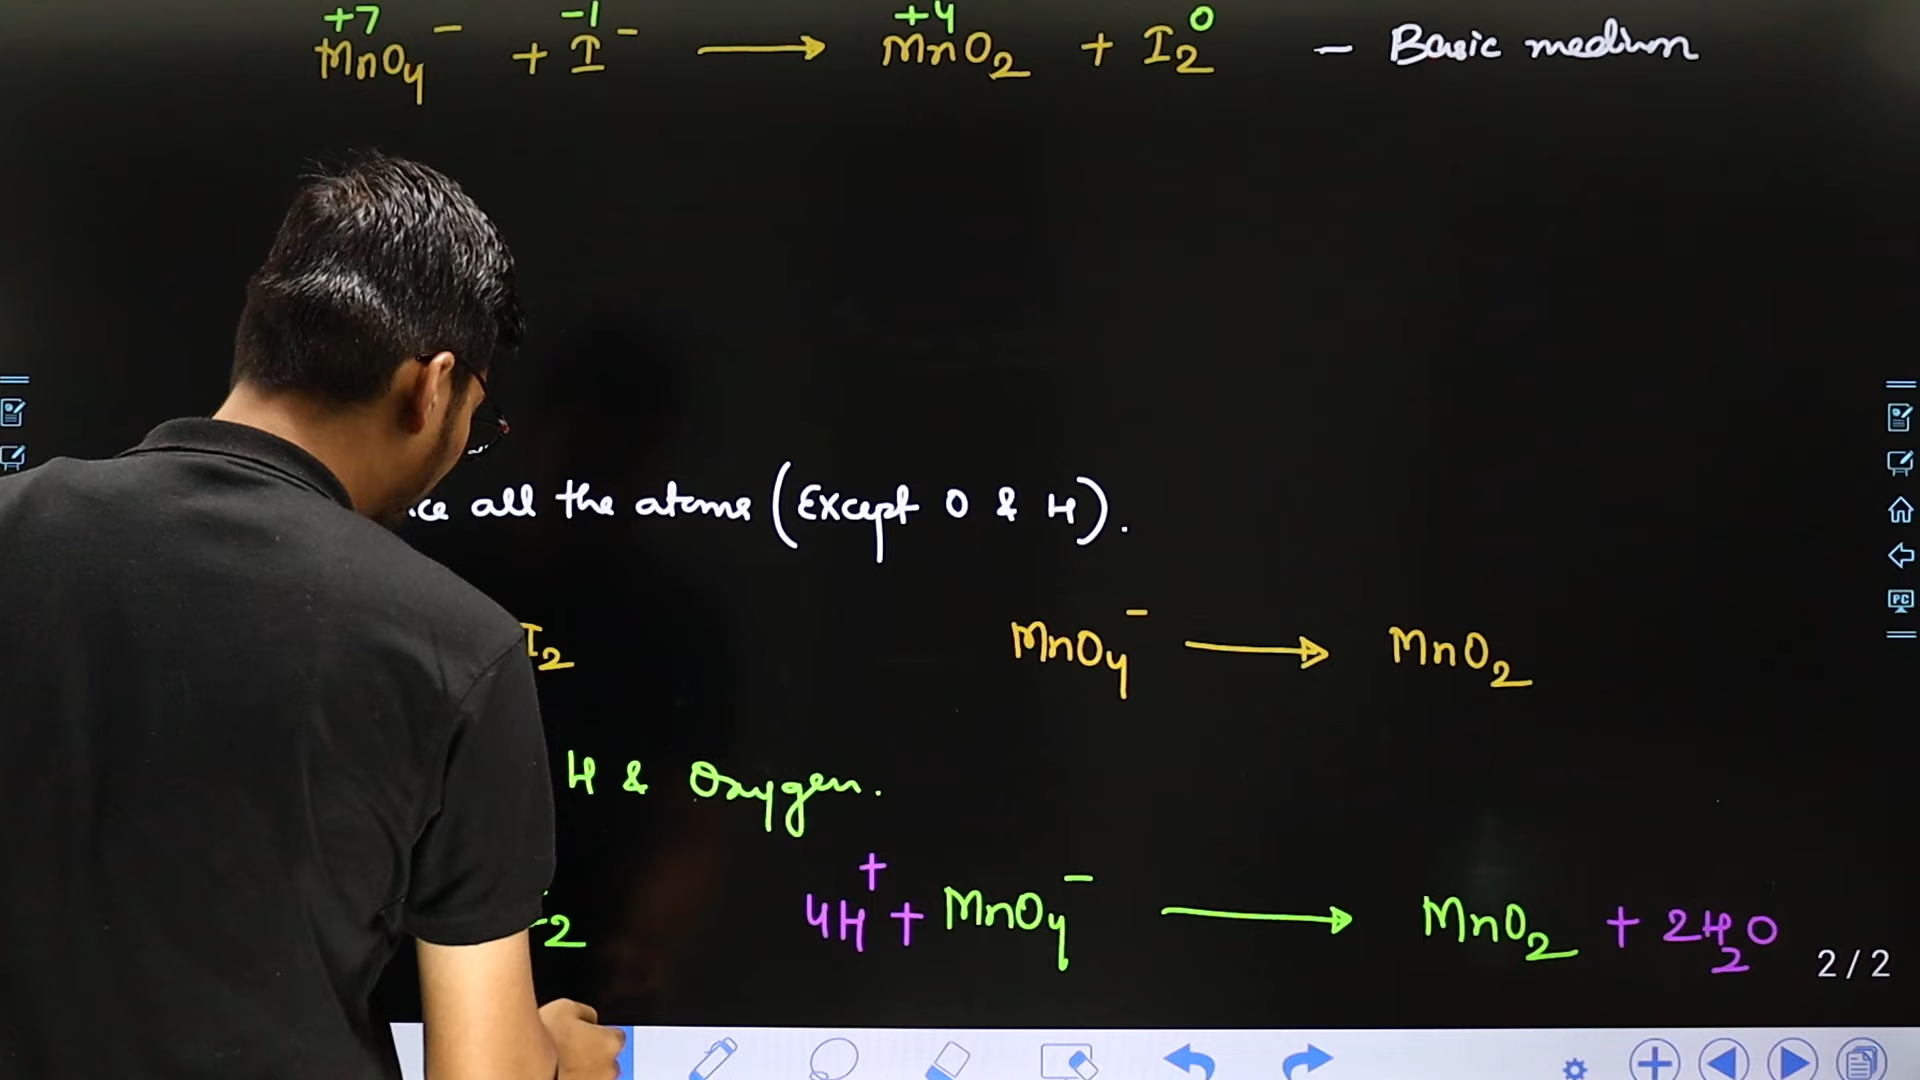 +7 -1 +4 0
MnO₄⁻ + I⁻ ⟶ MnO₂ + I₂ - Basic medium
all the atoms (Except O & H).
I₂ MnO₄⁻ ⟶ MnO₂
H & Oxygen.
2 4H⁺ + MnO₄⁻ ⟶ MnO₂ + 2H₂O
2/2
PC